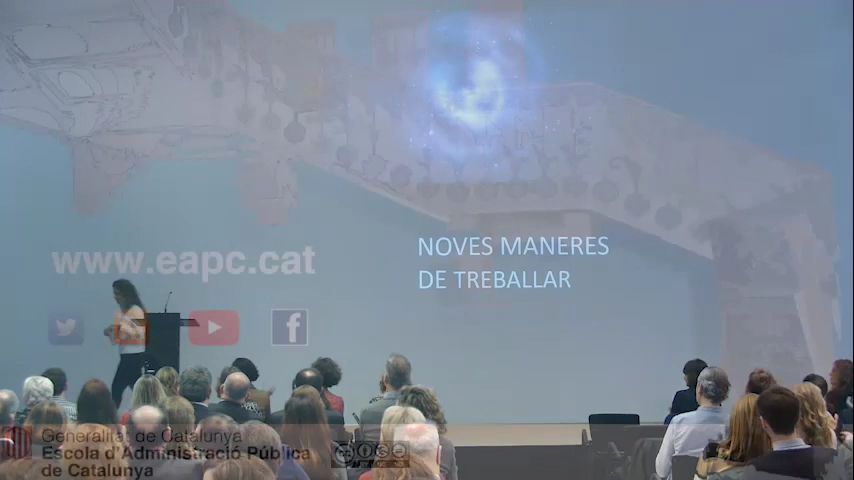 www.eapc.cat
NOVES MANERES
DE TREBALLAR
Generalitat de Catalunya
Escola d'Administració Pública
de Catalunya